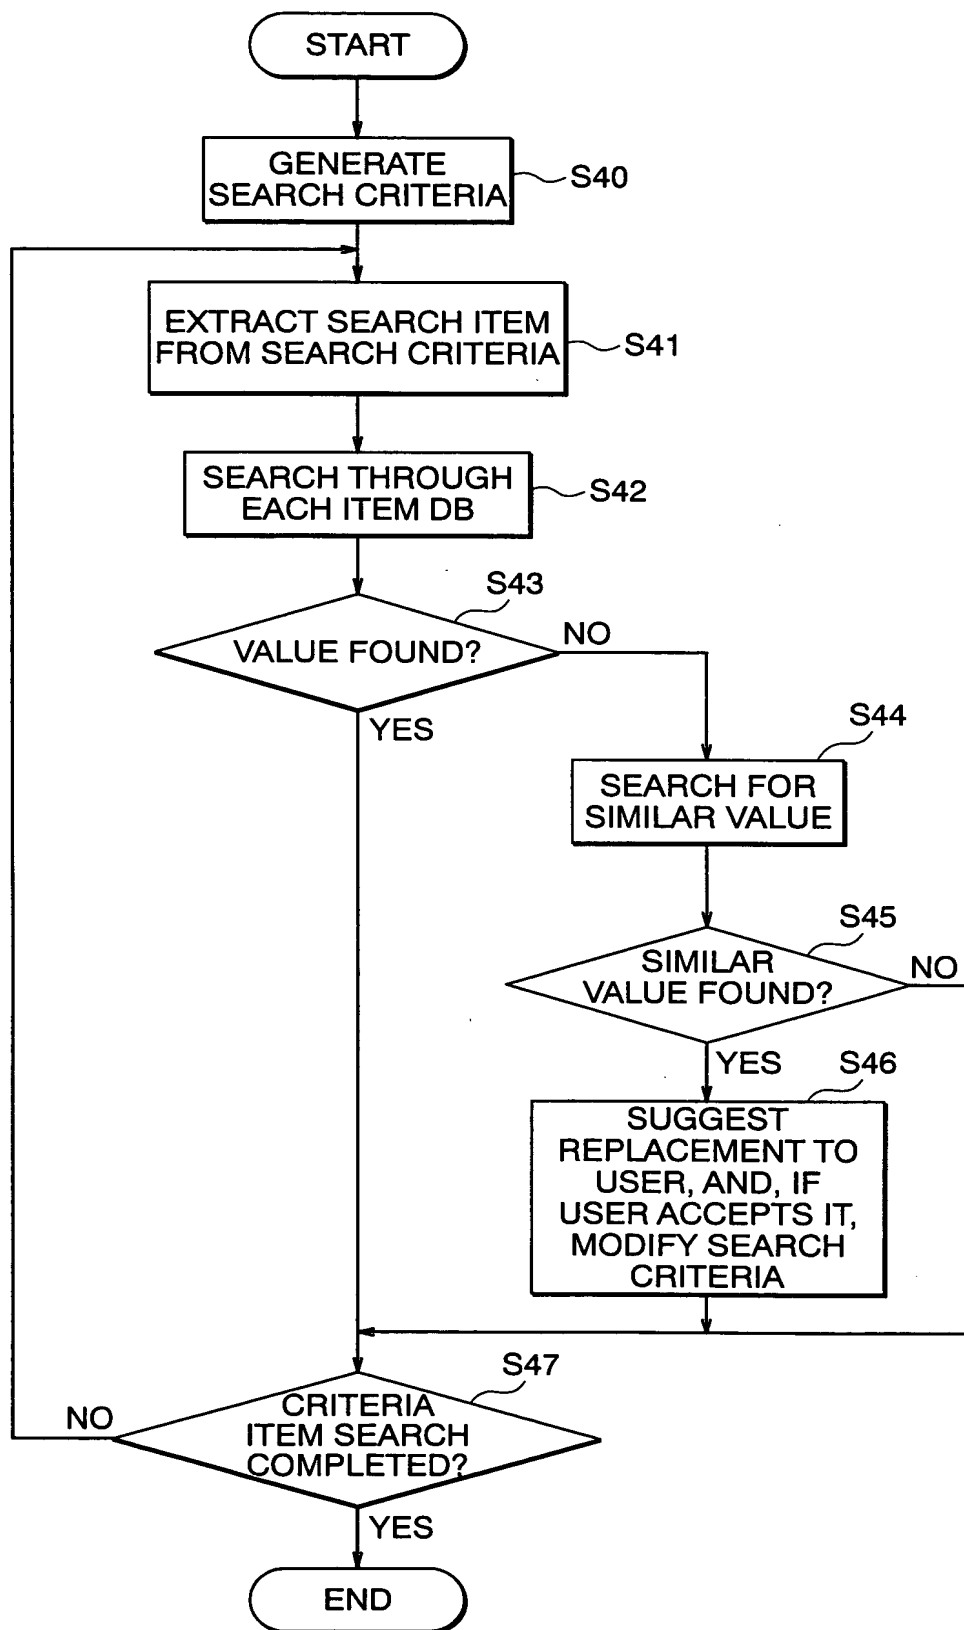 START
GENERATE
SEARCH CRITERIA
S40
EXTRACT SEARCH ITEM
FROM SEARCH CRITERIA
S41
SEARCH THROUGH
EACH ITEM DB
S42
S43
VALUE FOUND?
NO
YES
S44
SEARCH FOR
SIMILAR VALUE
S45
SIMILAR
VALUE FOUND?
NO
YES
S46
SUGGEST
REPLACEMENT TO
USER, AND, IF
USER ACCEPTS IT,
MODIFY SEARCH
CRITERIA
S47
CRITERIA
ITEM SEARCH
COMPLETED?
NO
YES
END